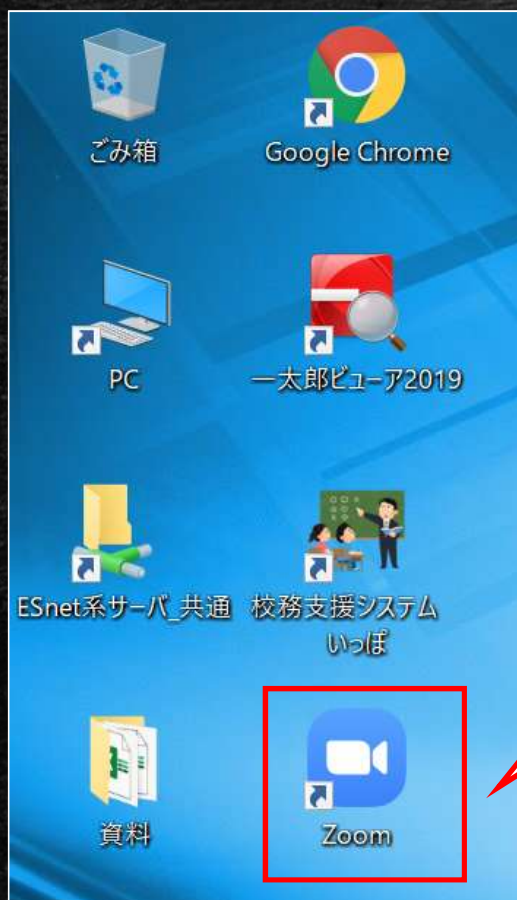 ごみ箱
Google Chrome
PC
一太郎ビューア2019
ESnet系サーバ_共通
校務支援システム
いっぽ
資料
Zoom